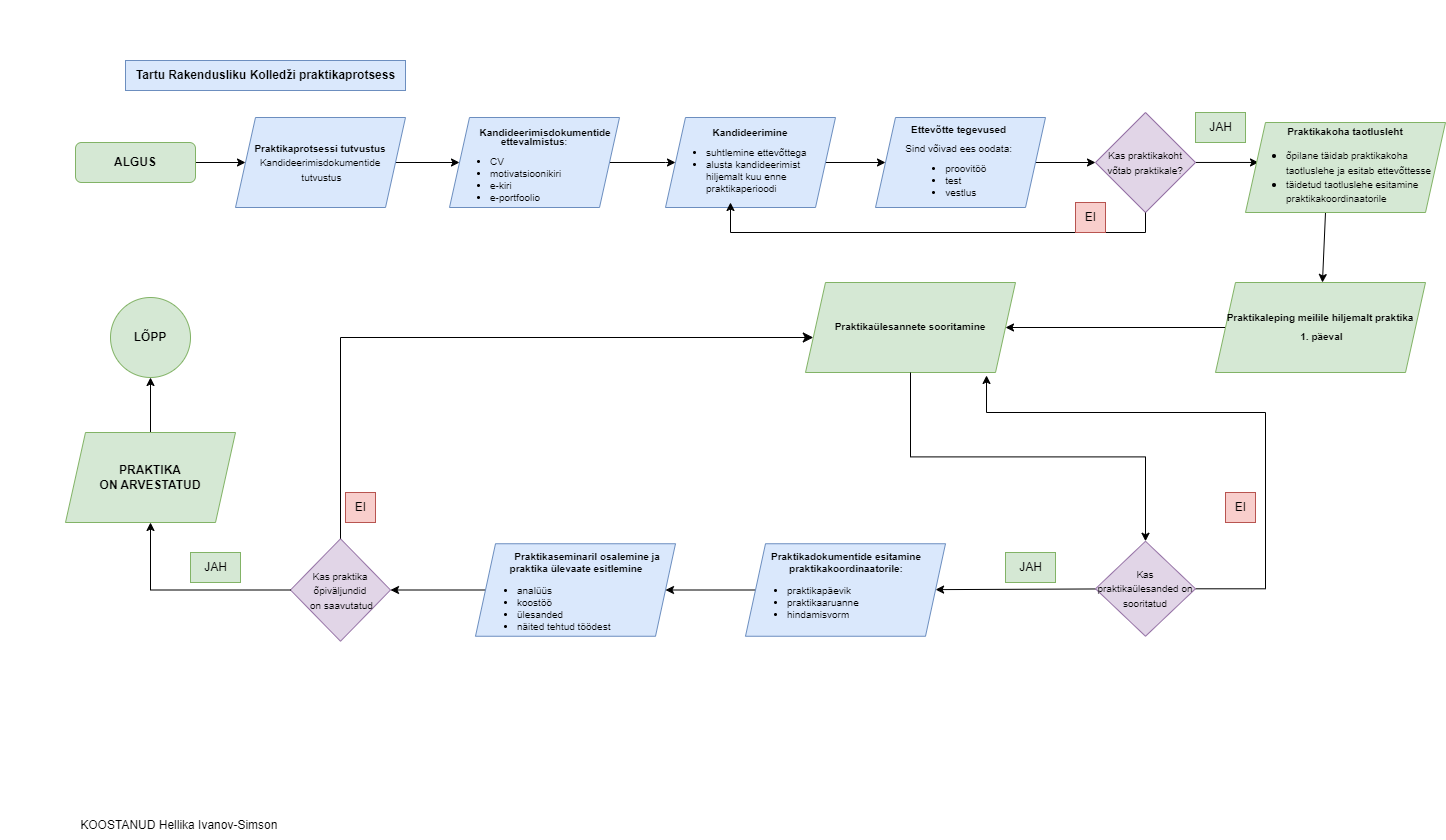 Tartu Rakendusliku Kolledži praktikaprotsess
ALGUS
Praktikaprotsessi tutvustus
Kandideerimisdokumentide
tutvustus
Kandideerimisdokumentide
ettevalmistus:
• CV
• motivatsioonikiri
• e-kiri
• e-portfoolio
Kandideerimine
• suhtlemine ettevõttega
• alusta kandideerimist
hiljemalt kuu enne
praktikaperioodi
Ettevõtte tegevused
Sind võivad ees oodata:
• proovitöö
• test
• vestlus
Kas praktikakoht
võtab praktikale?
JAH
EI
Praktikakoha taotlusleht
• õpilane täidab praktikakoha
taotluslehe ja esitab ettevõttesse
• täidetud taotluslehe esitamine
praktikakoordinaatorile
Praktikaleping meilile hiljemalt praktika
1. päeval
Praktikaülesannete sooritamine
Kas
praktikaülesanded on
sooritatud
EI
JAH
Praktikadokumentide esitamine
praktikakoordinaatorile:
• praktikapäevik
• praktikaaruanne
• hindamisvorm
Praktikaseminaril osalemine ja
praktika ülevaate esitlemine
• analüüs
• koostöö
• ülesanded
• näited tehtud töödest
Kas praktika
õpiväljundid
on saavutatud
EI
JAH
PRAKTIKA
ON ARVESTATUD
LÕPP
KOOSTANUD Hellika Ivanov-Simson